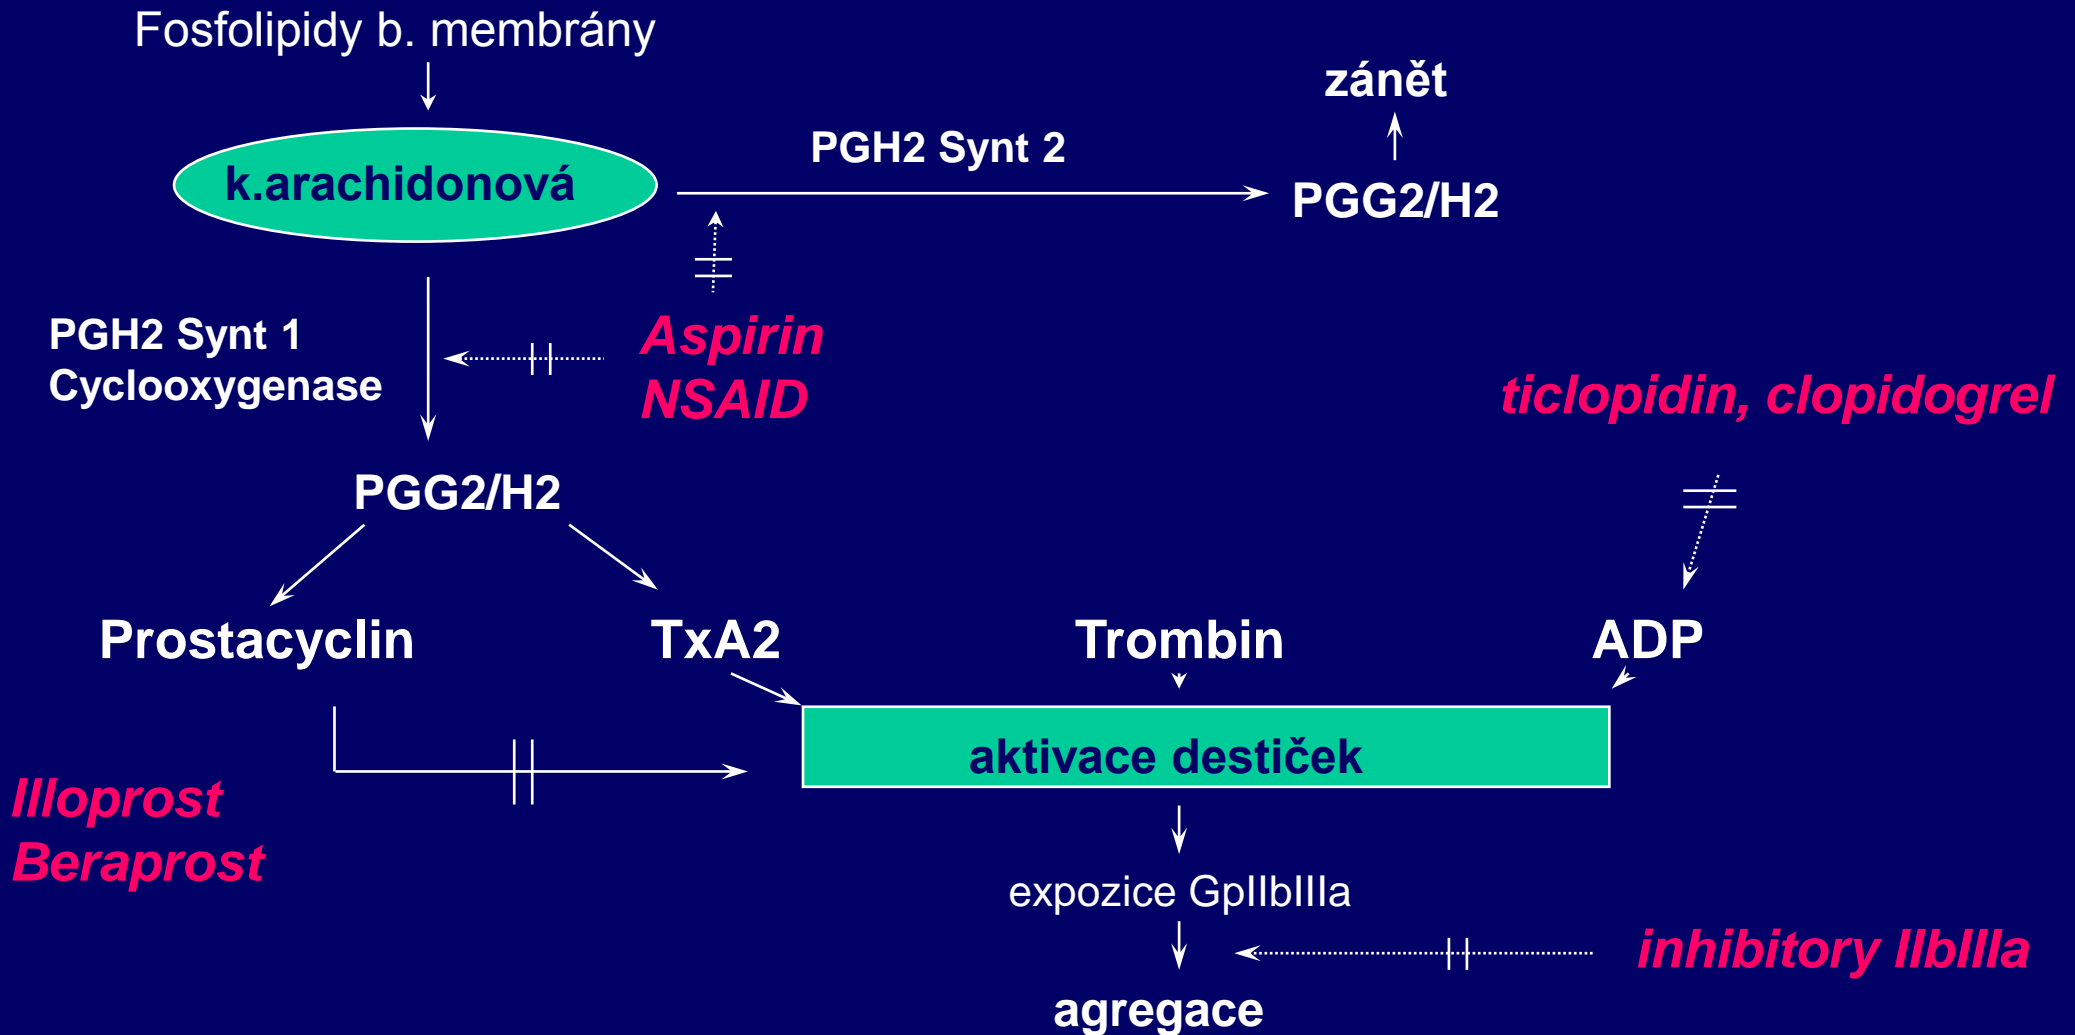 Fosfolipidy b. membrány
zánět
PGH2 Synt 2
k.arachidonová
PGG2/H2
PGH2 Synt 1
Cyclooxygenase
Aspirin
NSAID
ticlopidin, clopidogrel
PGG2/H2
Prostacyclin
TxA2
Trombin
ADP
aktivace destiček
Illoprost
Beraprost
expozice GpIIbIIIa
inhibitory IIbIIIa
agregace